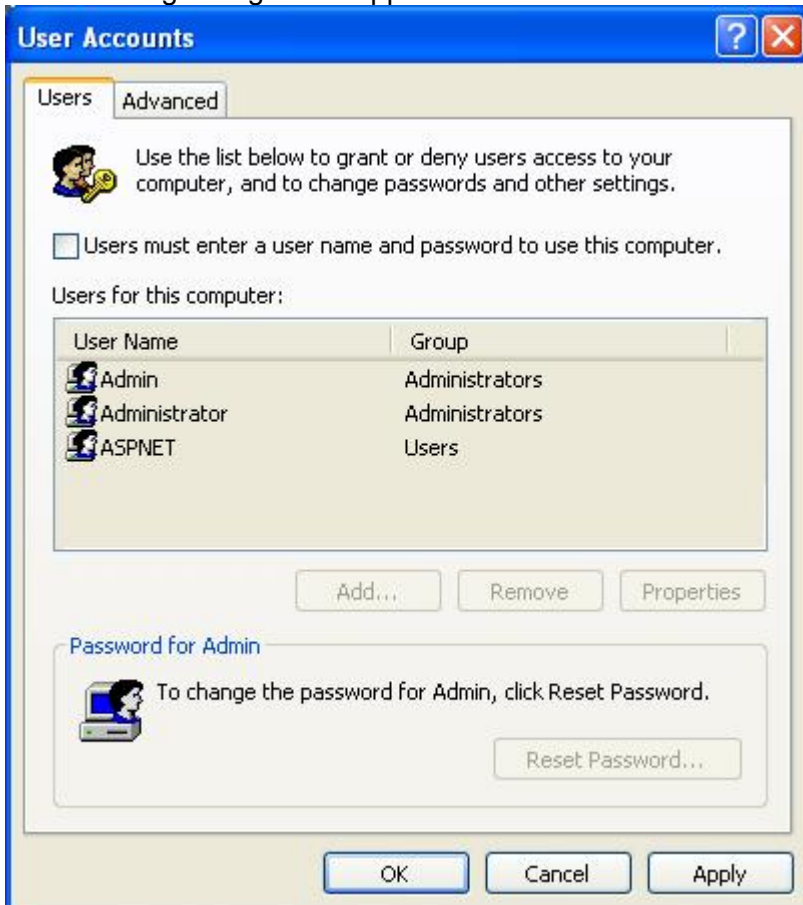 User Accounts
Users
Advanced
Use the list below to grant or deny users access to your
computer, and to change passwords and other settings.
Users must enter a user name and password to use this computer.
Users for this computer:
User Name Group
Admin Administrators
Administrator Administrators
ASPNET Users
Add... Remove Properties
Password for Admin
To change the password for Admin, click Reset Password.
Reset Password...
OK Cancel Apply